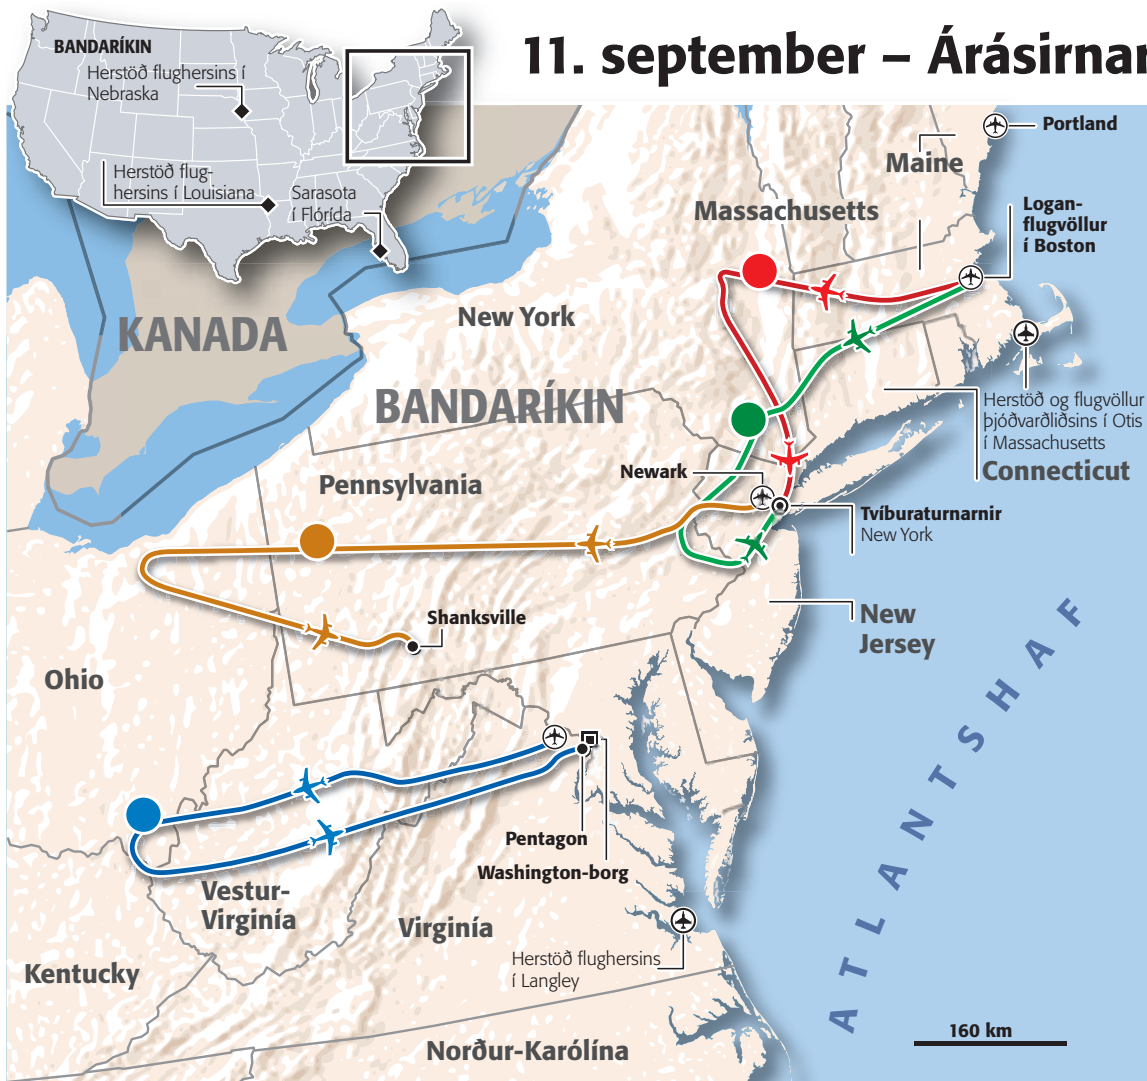 11. september – Árásirnar
BANDARÍKIN
Herstöð flughersins í
Nebraska
Herstöð flug-
hersins í Louisiana
Sarasota
í Flórída
Portland
Maine
Massachusetts
Logan-
flugvöllur
í Boston
KANADA
New York
BANDARÍKIN
Herstöð og flugvöllur
þjóðvarðliðsins í Otis
í Massachusetts
Connecticut
Newark
Pennsylvania
Tvíburaturnarnir
New York
Shanksville
New
Jersey
Ohio
ATLANTSHAF
Pentagon
Washington-borg
Vestur-
Virginía
Virginía
Herstöð flughersins
í Langley
Kentucky
160 km
Norður-Karólína